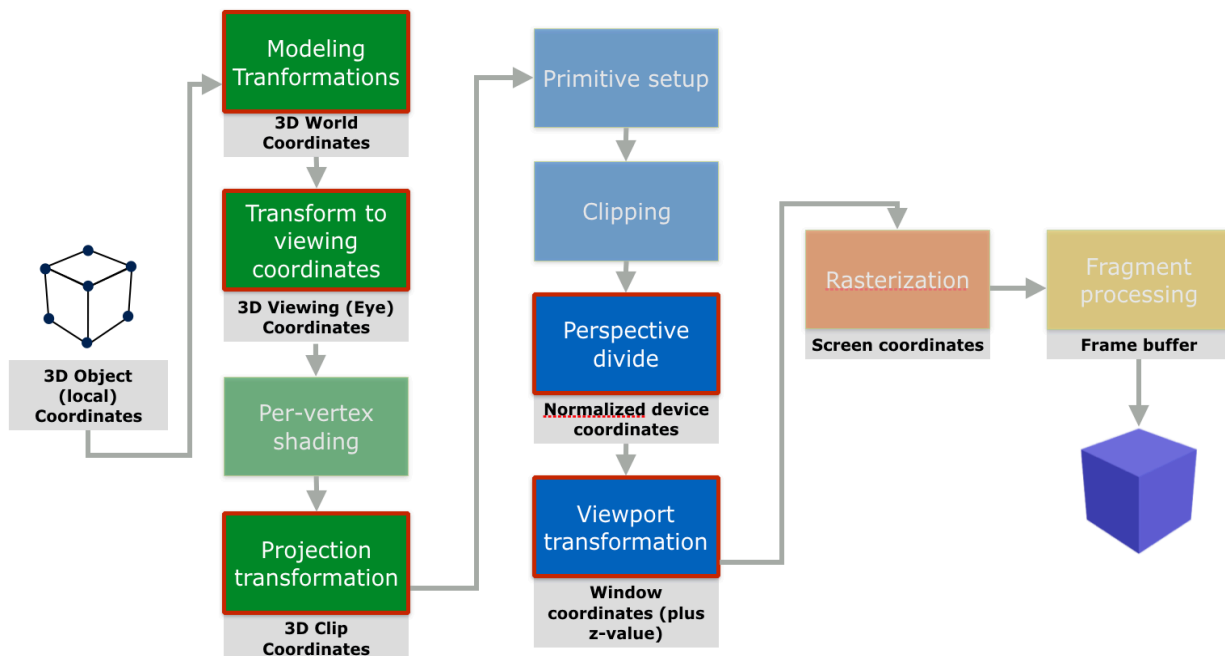 3D Object
(local)
Coordinates
Modeling
Tranformations
3D World
Coordinates
Transform to
viewing
coordinates
3D Viewing (Eye)
Coordinates
Per-vertex
shading
Projection
transformation
3D Clip
Coordinates
Primitive setup
Clipping
Perspective
divide
Normalized device
coordinates
Viewport
transformation
Window
coordinates (plus
z-value)
Rasterization
Screen coordinates
Fragment
processing
Frame buffer